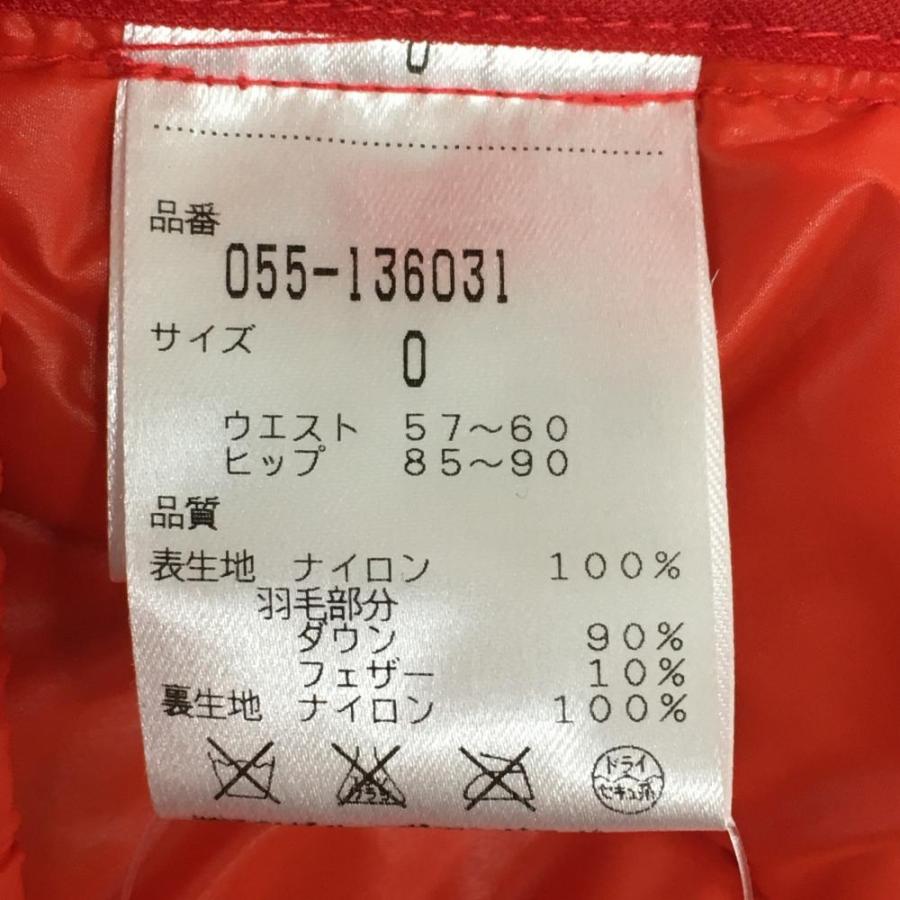 0
品番
055-136031
サイズ 0
ウエスト 57～60
ヒップ 85～90
品質
表生地 ナイロン 100%
羽毛部分
ダウン 90%
フェザー 10%
裏生地 ナイロン 100%
ドライ
セキユ系